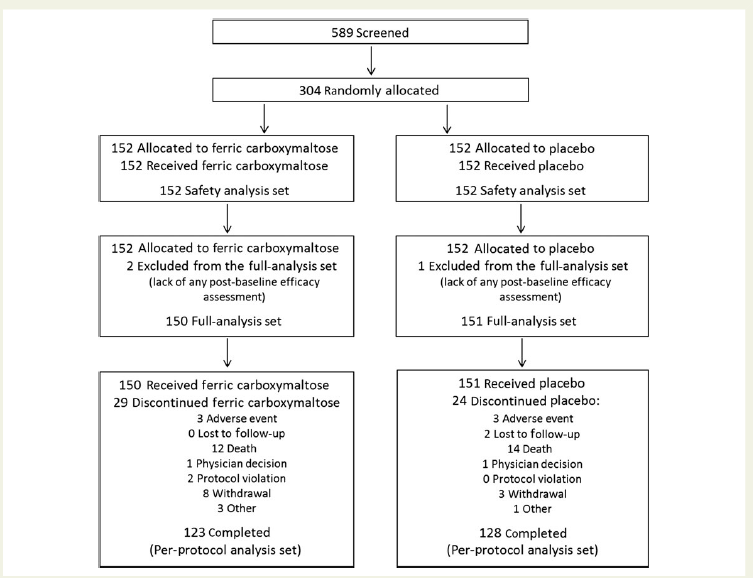 589 Screened
304 Randomly allocated
152 Allocated to ferric carboxymaltose
152 Received ferric carboxymaltose
152 Safety analysis set
152 Allocated to placebo
152 Received placebo
152 Safety analysis set
152 Allocated to ferric carboxymaltose
2 Excluded from the full-analysis set
(lack of any post-baseline efficacy
assessment)
150 Full-analysis set
152 Allocated to placebo
1 Excluded from the full-analysis set
(lack of any post-baseline efficacy
assessment)
151 Full-analysis set
150 Received ferric carboxymaltose
29 Discontinued ferric carboxymaltose
3 Adverse event
0 Lost to follow-up
12 Death
1 Physician decision
2 Protocol violation
8 Withdrawal
3 Other
123 Completed
(Per-protocol analysis set)
151 Received placebo
24 Discontinued placebo:
3 Adverse event
2 Lost to follow-up
14 Death
1 Physician decision
0 Protocol violation
3 Withdrawal
1 Other
128 Completed
(Per-protocol analysis set)